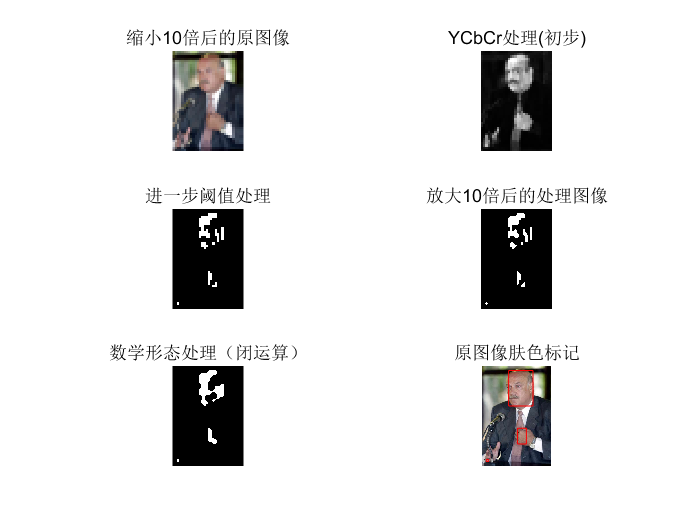 缩小10倍后的原图像
YCbCr处理(初步)
进一步阈值处理
放大10倍后的处理图像
数学形态处理（闭运算）
原图像肤色标记